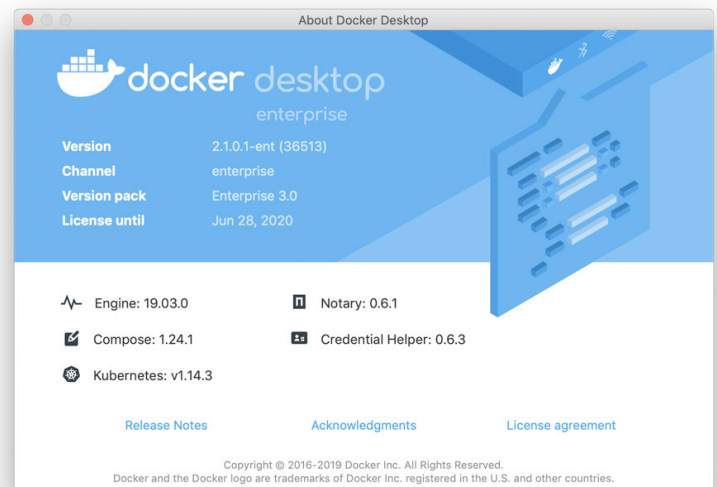 About Docker Desktop
docker desktop
enterprise
Version 2.1.0.1-ent (36513)
Channel enterprise
Version pack Enterprise 3.0
License until Jun 28, 2020
Engine: 19.03.0 Notary: 0.6.1
Compose: 1.24.1 Credential Helper: 0.6.3
Kubernetes: v1.14.3
Release Notes Acknowledgments License agreement
Copyright © 2016-2019 Docker Inc. All Rights Reserved.
Docker and the Docker logo are trademarks of Docker Inc. registered in the U.S. and other countries.